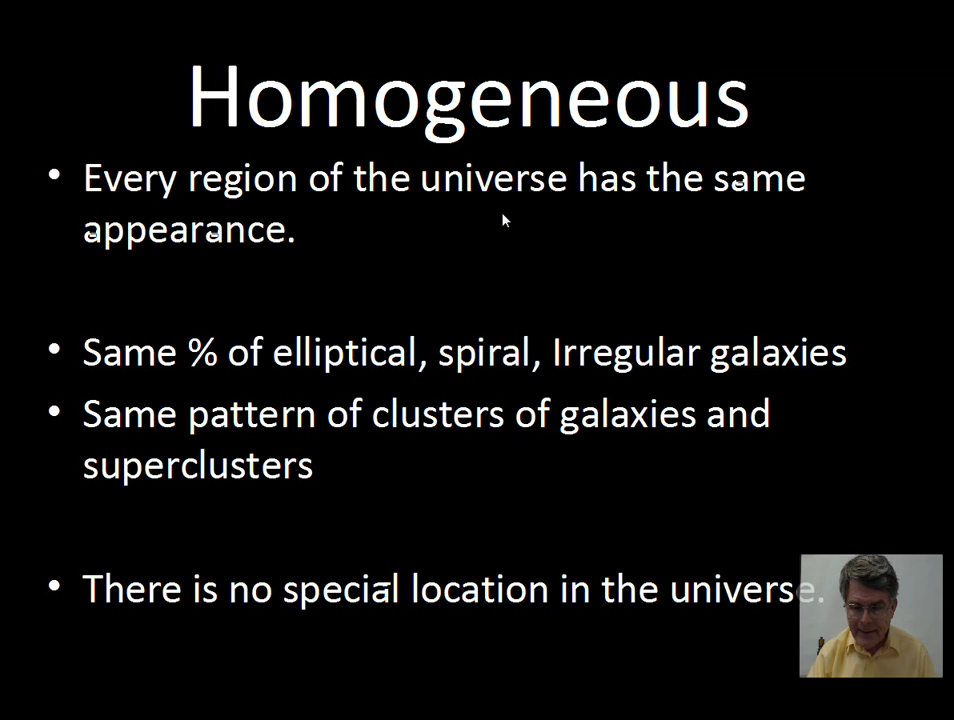 Homogeneous
• Every region of the universe has the same
appearance.
• Same % of elliptical, spiral, Irregular galaxies
• Same pattern of clusters of galaxies and
superclusters
• There is no special location in the universe.